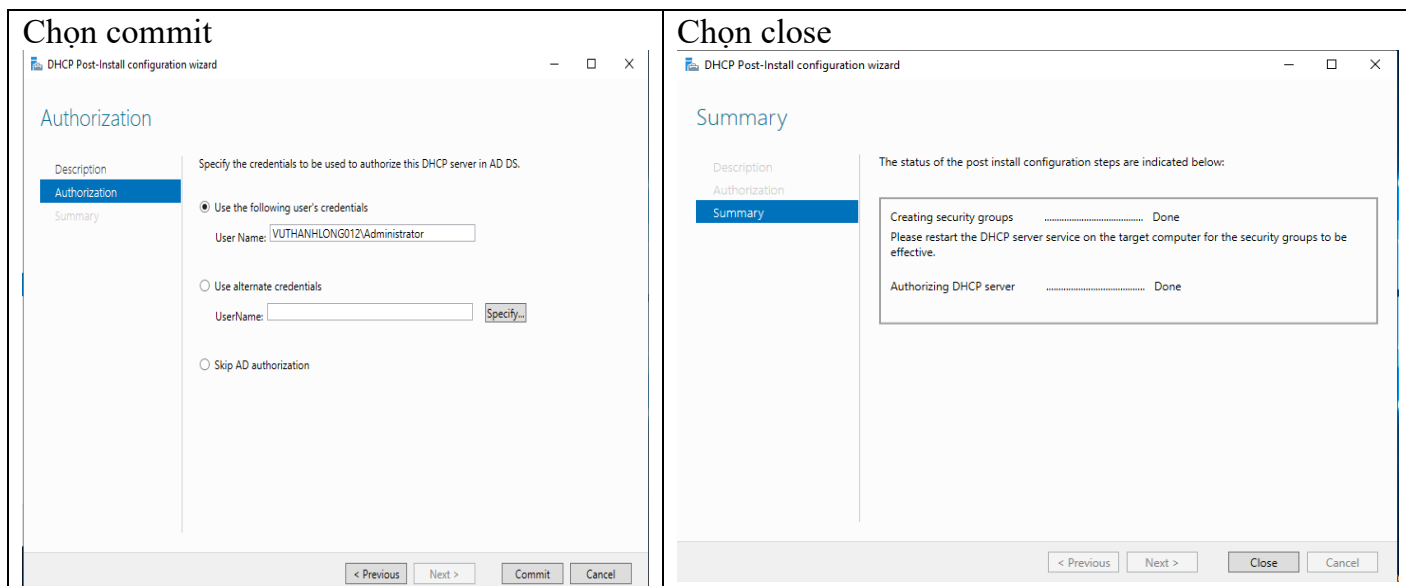 Chọn commit
DHCP Post-Install configuration wizard
Authorization
Description
Authorization
Summary
Specify the credentials to be used to authorize this DHCP server in AD DS.
Use the following user's credentials
User Name: VUTHANHLONG012\Administrator
Use alternate credentials
UserName:
Specify...
Skip AD authorization
< Previous Next > Commit Cancel
Chọn close
DHCP Post-Install configuration wizard
Summary
Description
Authorization
Summary
The status of the post install configuration steps are indicated below:
Creating security groups ........................................ Done
Please restart the DHCP server service on the target computer for the security groups to be
effective.
Authorizing DHCP server ........................................ Done
< Previous Next > Close Cancel